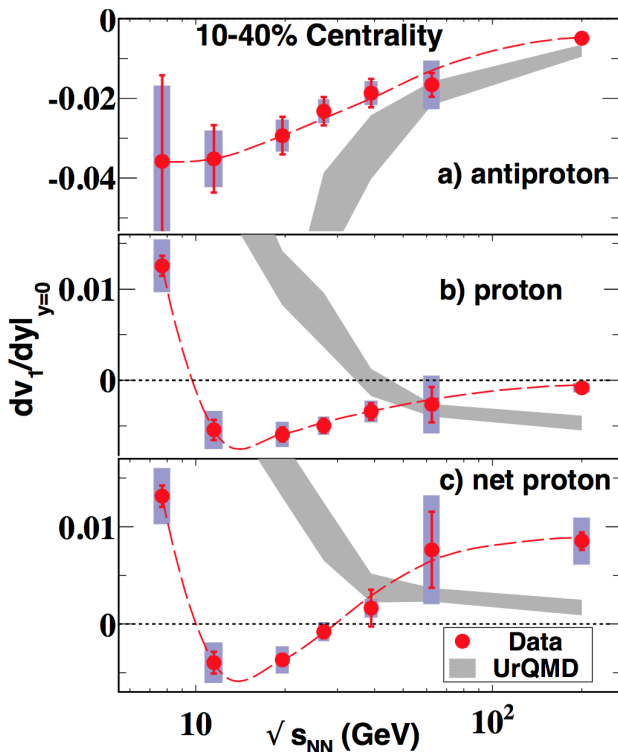 0
10-40% Centrality
-0.02
-0.04
a) antiproton
0.01
b) proton
0
dv₁/dy|y=0
c) net proton
0.01
0
Data
UrQMD
10
10²
√ sNN (GeV)